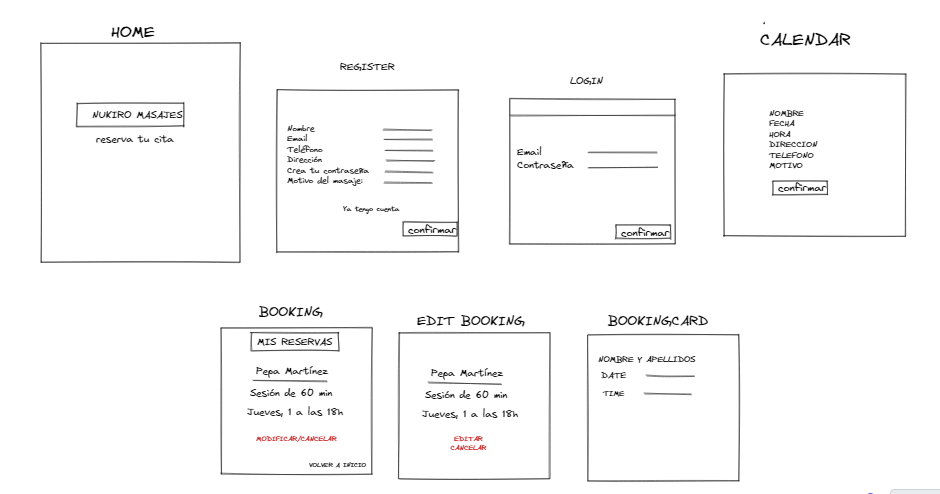 HOME
NUKIRO MASAJES
reserva tu cita
REGISTER
Nombre
Email
Teléfono
Dirección
Crea tu contraseña
Motivo del masaje:
Ya tengo cuenta
confirmar
LOGIN
Email
Contraseña
confirmar
CALENDAR
NOMBRE
FECHA
HORA
DIRECCION
TELEFONO
MOTIVO
confirmar
BOOKING
MIS RESERVAS
Pepa Martínez
Sesión de 60 min
Jueves, 1 a las 18h
MODIFICAR/CANCELAR
VOLVER A INICIO
EDIT BOOKING
Pepa Martínez
Sesión de 60 min
Jueves, 1 a las 18h
EDITAR
CANCELAR
BOOKINGCARD
NOMBRE Y APELLIDOS
DATE
TIME